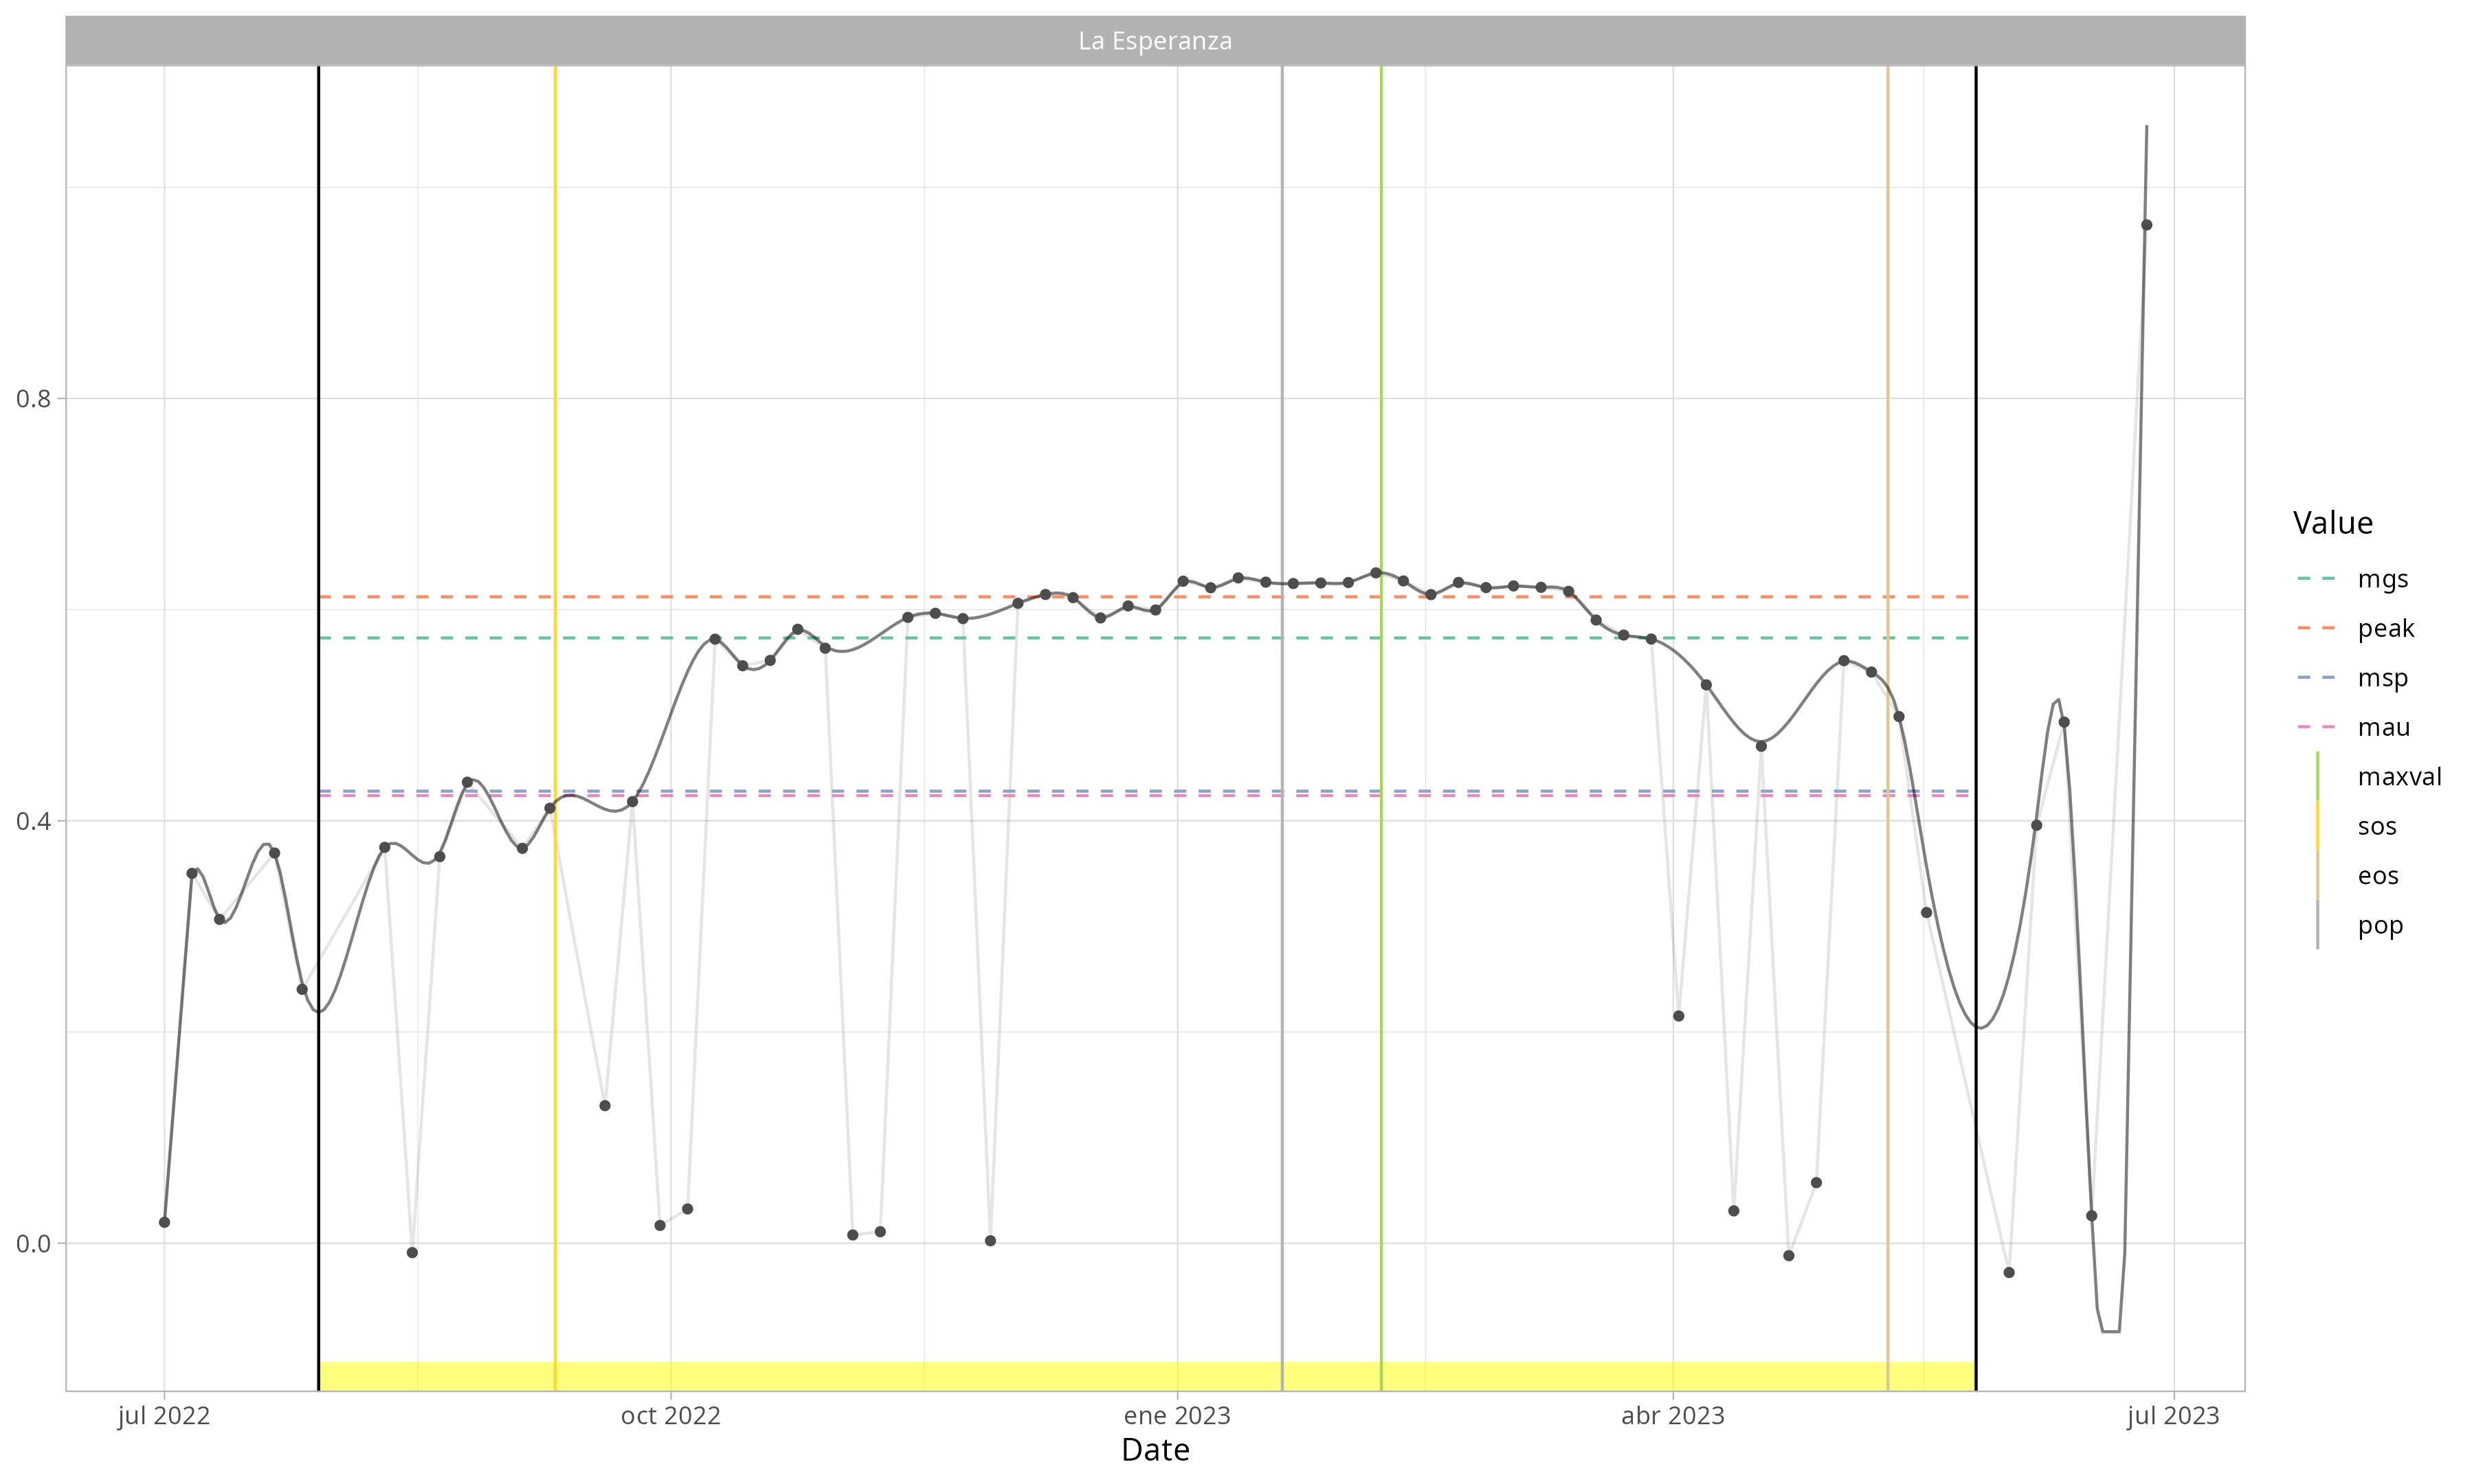 La Esperanza
0.8
0.4
0.0
jul 2022
oct 2022
ene 2023
abr 2023
jul 2023
Date
Value
mgs
peak
msp
mau
maxval
sos
eos
pop